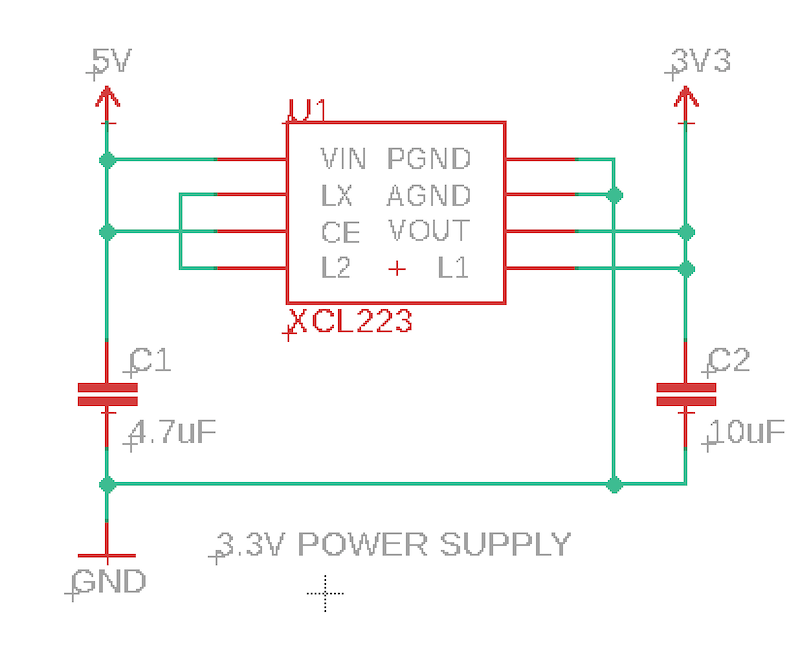 5V
3V3
U1
VIN PGND
LX AGND
CE VOUT
L2 L1
XCL223
C1
C2
4.7uF
10uF
3.3V POWER SUPPLY
GND